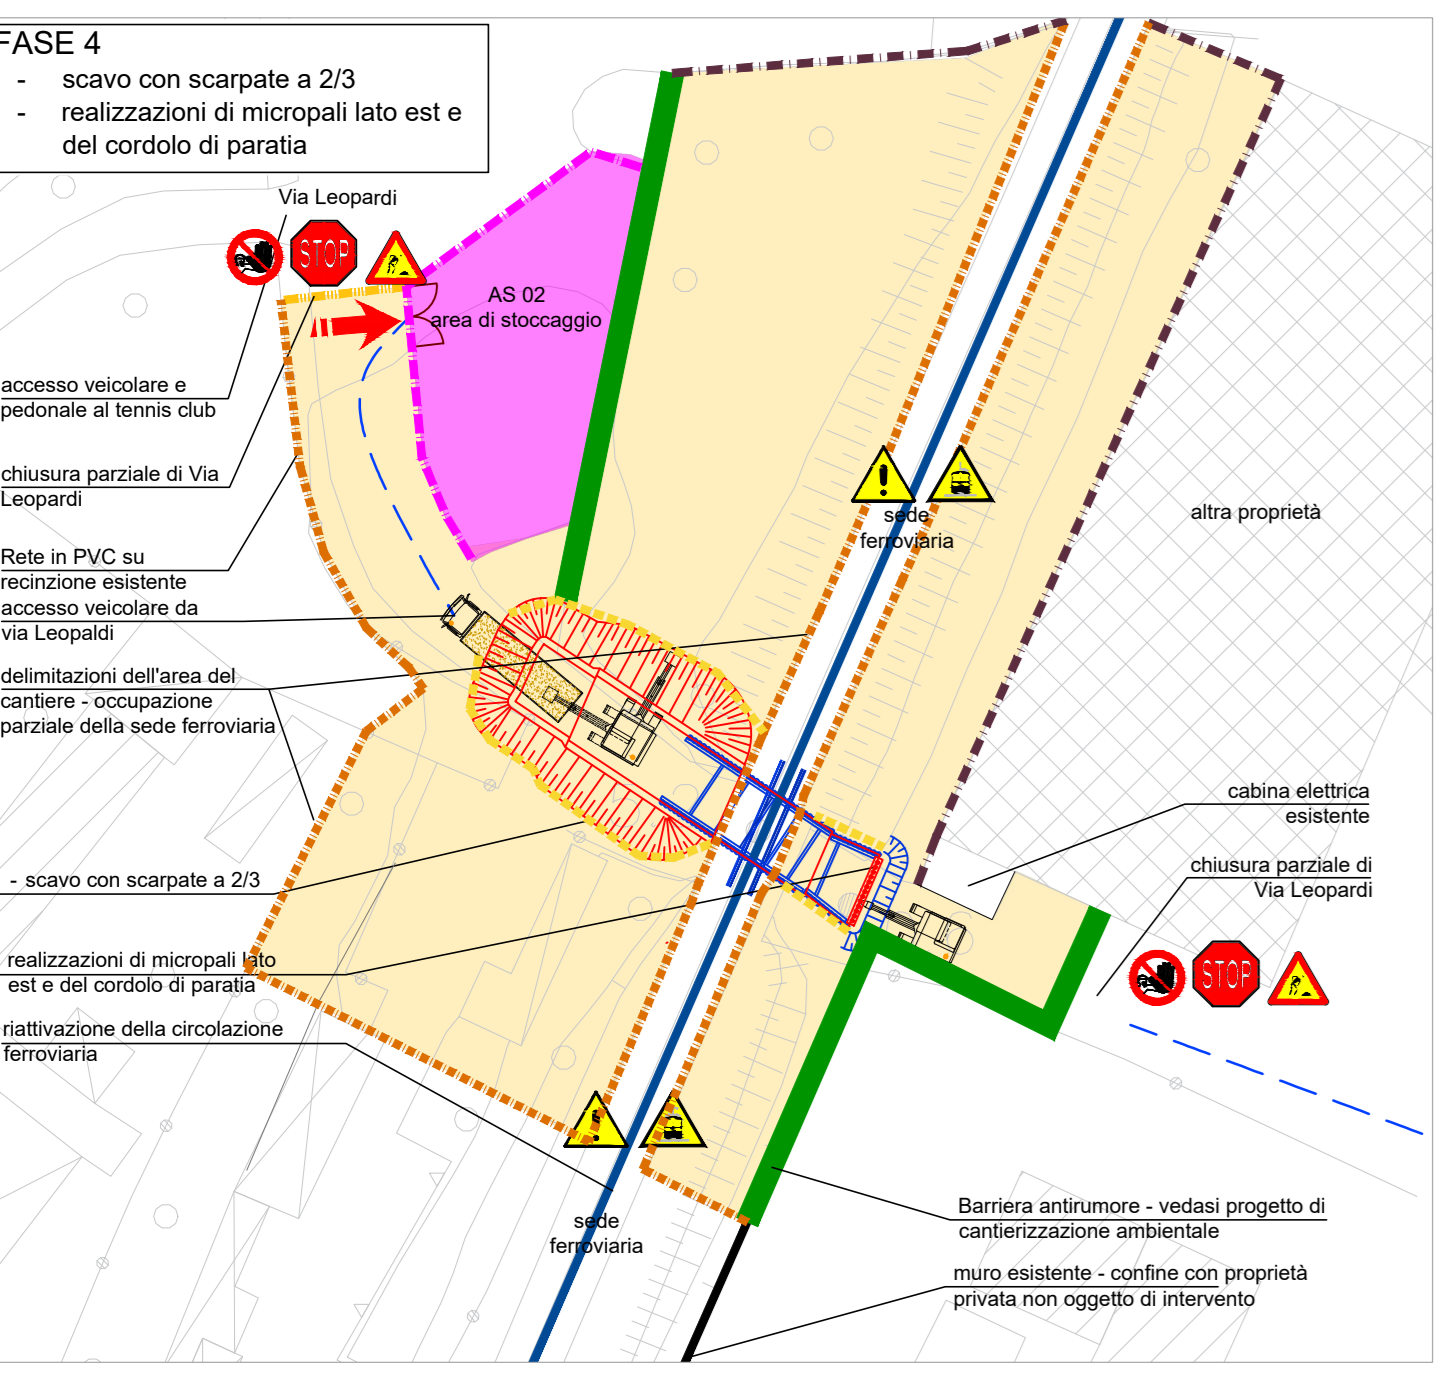 FASE 4
- scavo con scarpate a 2/3
- realizzazioni di micropali lato est e
del cordolo di paratia
Via Leopardi
STOP
AS 02
area di stoccaggio
accesso veicolare e
pedonale al tennis club
chiusura parziale di Via
Leopardi
Rete in PVC su
recinzione esistente
accesso veicolare da
via Leopaldi
delimitazioni dell'area del
cantiere - occupazione
parziale della sede ferroviaria
- scavo con scarpate a 2/3
realizzazioni di micropali lato
est e del cordolo di paratia
riattivazione della circolazione
ferroviaria
sede
ferroviaria
altra proprietà
cabina elettrica
esistente
chiusura parziale di
Via Leopardi
STOP
sede
ferroviaria
Barriera antirumore - vedasi progetto di
cantierizzazione ambientale
muro esistente - confine con proprietà
privata non oggetto di intervento